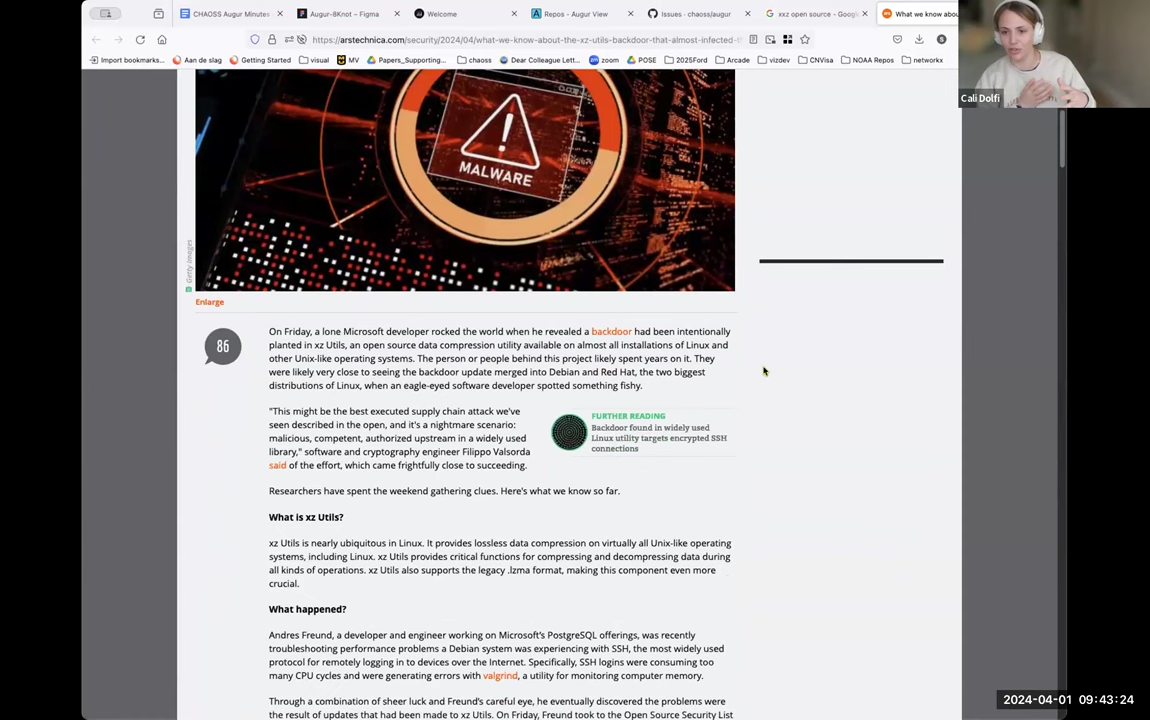 CHAOSS Augur Minutes
Augur-8Knot – Figma
Welcome
Repos - Augur View
Issues · chaoss/augur
xxz open source - Goog
What we know abou
https://arstechnica.com/security/2024/04/what-we-know-about-the-xz-utils-backdoor-that-almost-infected-t
Import bookmarks...
Aan de slag
Getting Started
visual
MV
Papers_Supporting...
chaoss
Dear Colleague Lett...
zoom
POSE
2025Ford
Arcade
vizdev
CNVisa
NOAA Repos
networkx
Cali Dolfi
MALWARE
Getty Images
Enlarge
86
On Friday, a lone Microsoft developer rocked the world when he revealed a backdoor had been intentionally
planted in xz Utils, an open source data compression utility available on almost all installations of Linux and
other Unix-like operating systems. The person or people behind this project likely spent years on it. They
were likely very close to seeing the backdoor update merged into Debian and Red Hat, the two biggest
distributions of Linux, when an eagle-eyed software developer spotted something fishy.
"This might be the best executed supply chain attack we've
seen described in the open, and it's a nightmare scenario:
malicious, competent, authorized upstream in a widely used
library," software and cryptography engineer Filippo Valsorda
said of the effort, which came frightfully close to succeeding.
FURTHER READING
Backdoor found in widely used
Linux utility targets encrypted SSH
connections
Researchers have spent the weekend gathering clues. Here's what we know so far.
What is xz Utils?
xz Utils is nearly ubiquitous in Linux. It provides lossless data compression on virtually all Unix-like operating
systems, including Linux. xz Utils provides critical functions for compressing and decompressing data during
all kinds of operations. xz Utils also supports the legacy .lzma format, making this component even more
crucial.
What happened?
Andres Freund, a developer and engineer working on Microsoft's PostgreSQL offerings, was recently
troubleshooting performance problems a Debian system was experiencing with SSH, the most widely used
protocol for remotely logging in to devices over the Internet. Specifically, SSH logins were consuming too
many CPU cycles and were generating errors with valgrind, a utility for monitoring computer memory.
Through a combination of sheer luck and Freund's careful eye, he eventually discovered the problems were
the result of updates that had been made to xz Utils. On Friday, Freund took to the Open Source Security List
2024-04-01 09:43:24